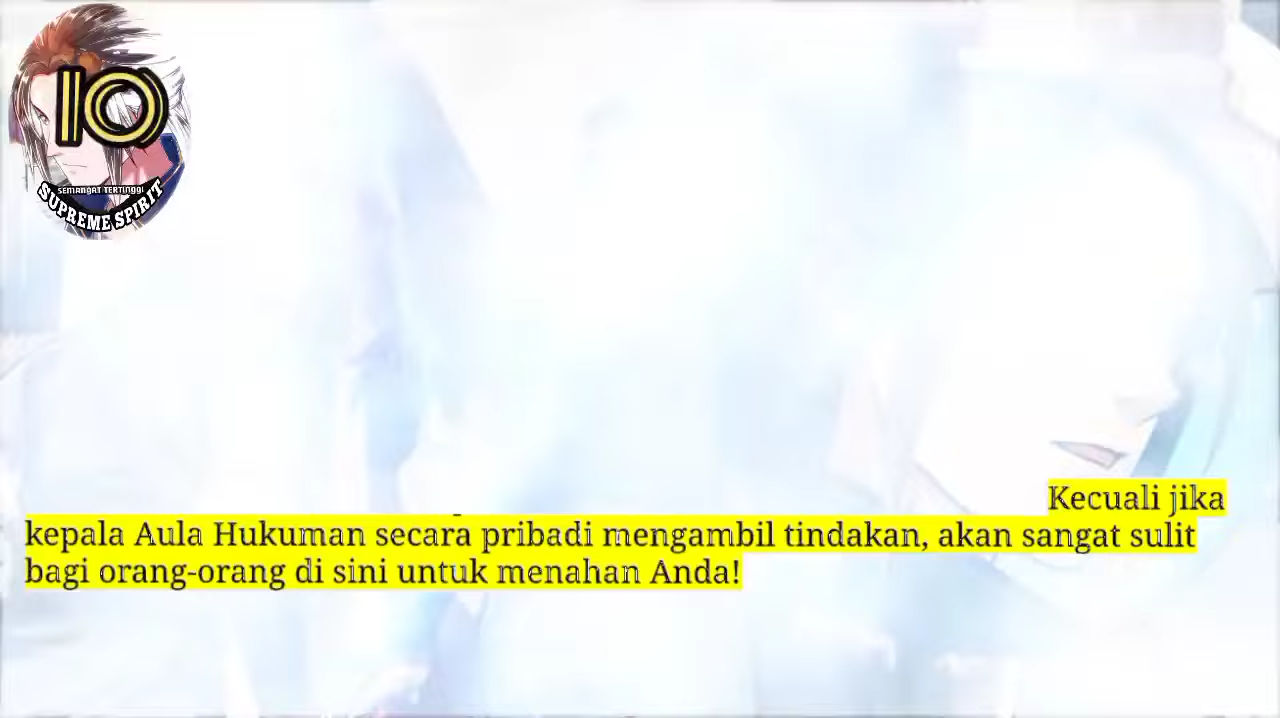 IO
SEMANGAT TERTINGGI
SUPREME SPIRIT
Kecuali jika
kepala Aula Hukuman secara pribadi mengambil tindakan, akan sangat sulit
bagi orang-orang di sini untuk menahan Anda!